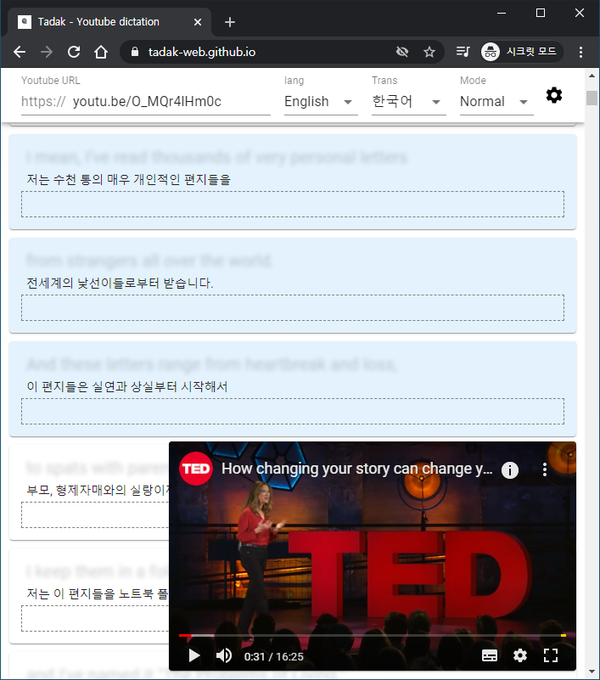 Tadak - Youtube dictation
tadak-web.github.io
시크릿 모드
Youtube URL
lang
Trans
Mode
https:// youtu.be/O_MQr4lHm0c
English
한국어
Normal
I mean, I've read thousands of very personal letters
저는 수천 통의 매우 개인적인 편지들을
from strangers all over the world.
전세계의 낯선이들로부터 받습니다.
And these letters range from heartbreak and loss,
이 편지들은 실연과 상실부터 시작해서
to spats with paren
부모, 형제자매와의 실랑이
I keep them in a fol
저는 이 편지들을 노트북 폴
and I've named it "The Problems of Living."
TED
How changing your story can change y...
TED
0:31 / 16:25